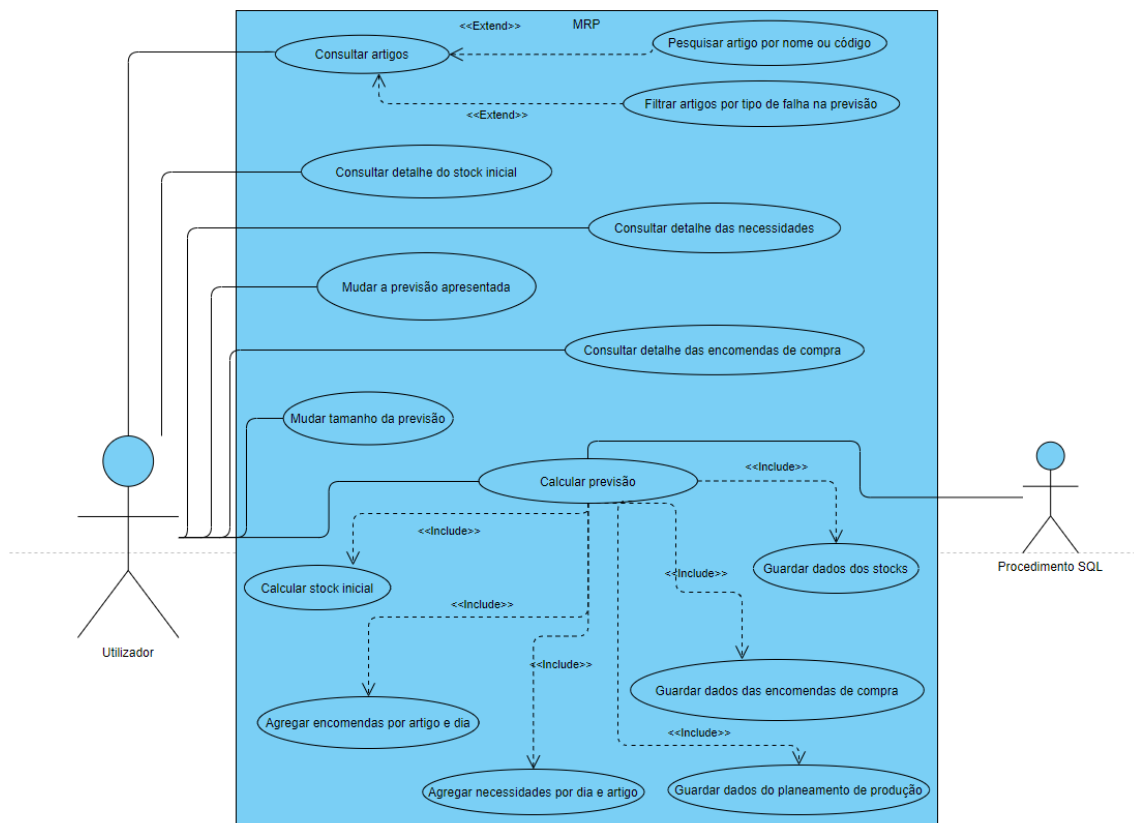 <<Extend>>
MRP
Pesquisar artigo por nome ou código
Consultar artigos
Filtrar artigos por tipo de falha na previsão
<<Extend>>
Consultar detalhe do stock inicial
Consultar detalhe das necessidades
Mudar a previsão apresentada
Consultar detalhe das encomendas de compra
Mudar tamanho da previsão
<<Include>>
Calcular previsão
<<Include>>
Procedimento SQL
Guardar dados dos stocks
<<Include>>
Calcular stock inicial
<<Include>>
Utilizador
<<Include>>
Guardar dados das encomendas de compra
Agregar encomendas por artigo e dia
<<Include>>
Agregar necessidades por dia e artigo
Guardar dados do planeamento de produção